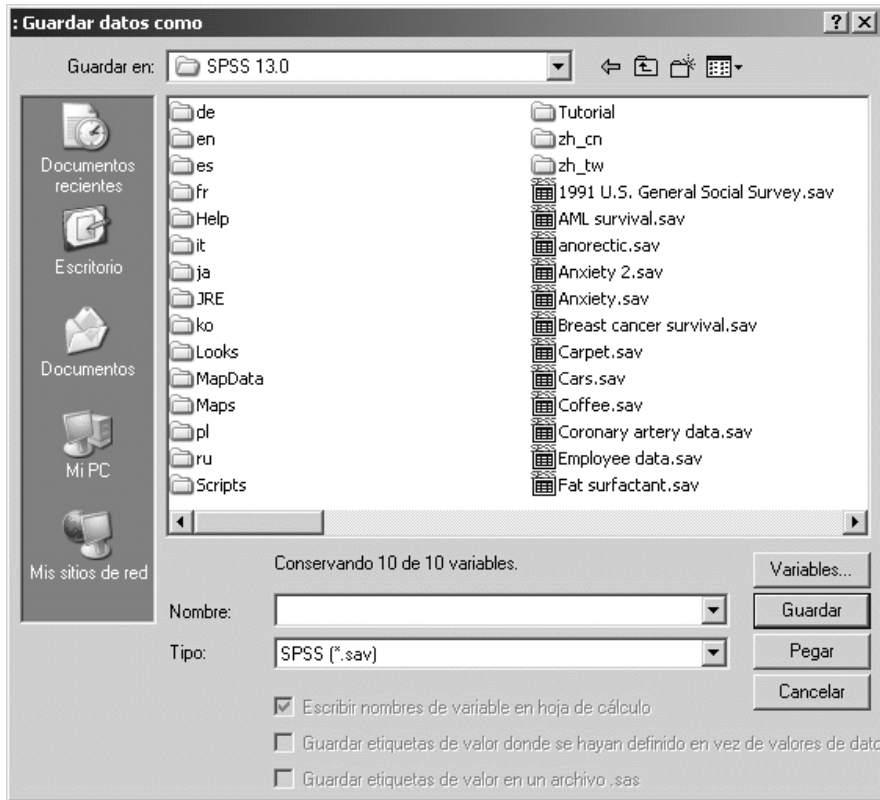 : Guardar datos como
Guardar en:
SPSS 13.0
Documentos
recientes
Escritorio
Documentos
Mi PC
Mis sitios de red
de
en
es
fr
Help
it
ja
JRE
ko
Looks
MapData
Maps
pl
ru
Scripts
Tutorial
zh_cn
zh_tw
1991 U.S. General Social Survey.sav
AML survival.sav
anorectic.sav
Anxiety 2.sav
Anxiety.sav
Breast cancer survival.sav
Carpet.sav
Cars.sav
Coffee.sav
Coronary artery data.sav
Employee data.sav
Fat surfactant.sav
Conservando 10 de 10 variables.
Variables...
Nombre:
Guardar
Tipo:
SPSS (*.sav)
Pegar
Cancelar
Escribir nombres de variable en hoja de cálculo
Guardar etiquetas de valor donde se hayan definido en vez de valores de dato
Guardar etiquetas de valor en un archivo .sas